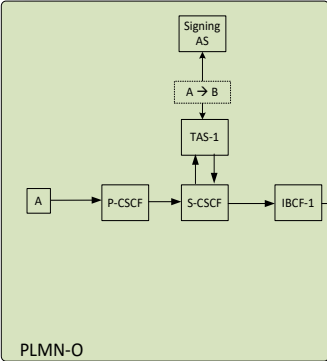 Signing
AS
A → B
TAS-1
A
P-CSCF
S-CSCF
IBCF-1
PLMN-O